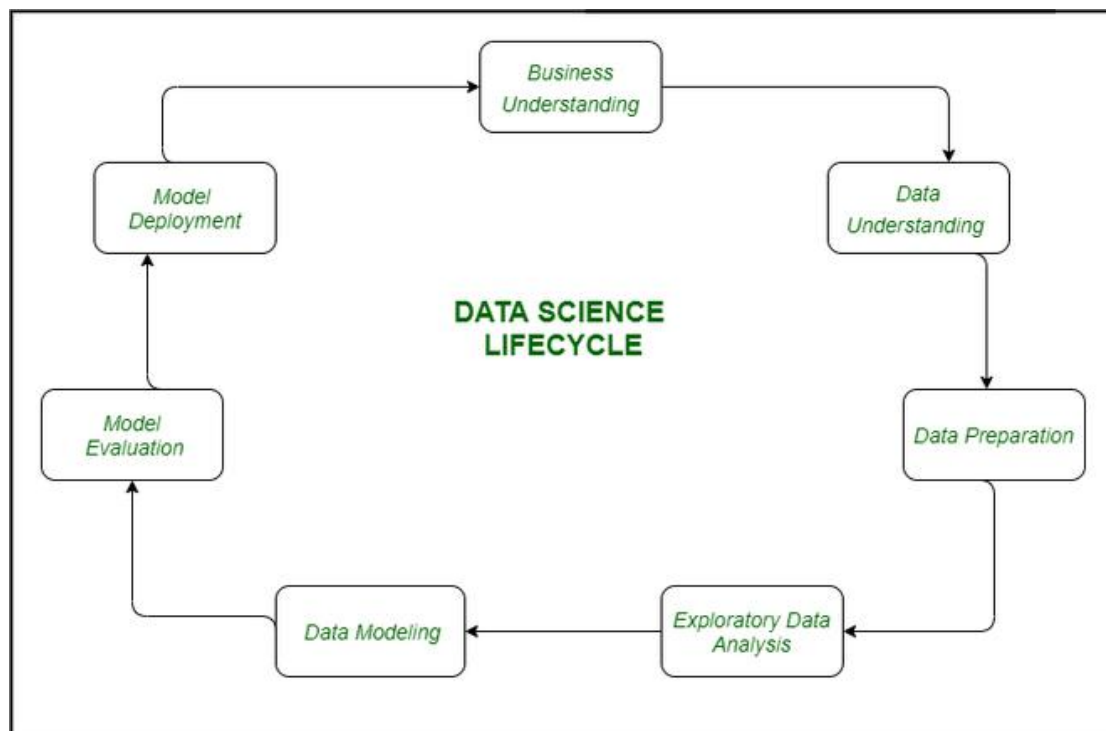 Business
Understanding
Data
Understanding
Data Preparation
Exploratory Data
Analysis
Data Modeling
Model
Evaluation
Model
Deployment
DATA SCIENCE
LIFECYCLE